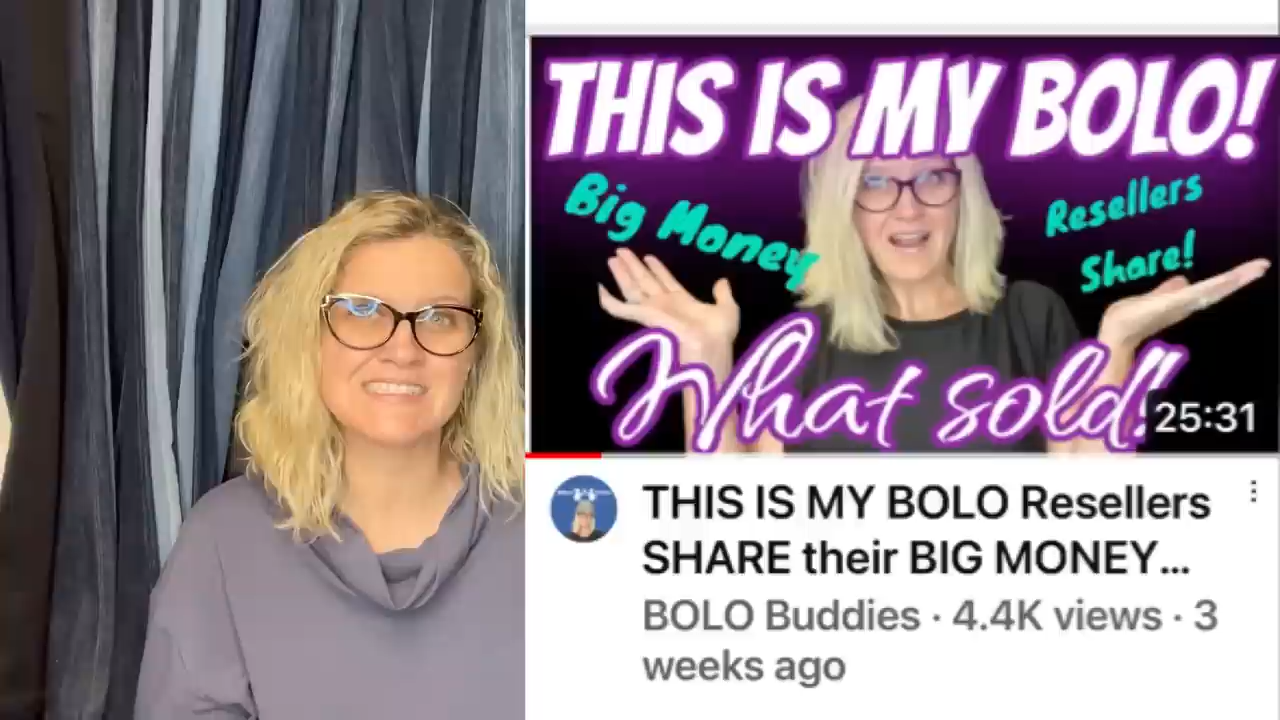 THIS IS MY BOLO!
Big Money
Resellers
Share!
What sold!
25:31
THIS IS MY BOLO Resellers
SHARE their BIG MONEY...
BOLO Buddies · 4.4K views · 3
weeks ago